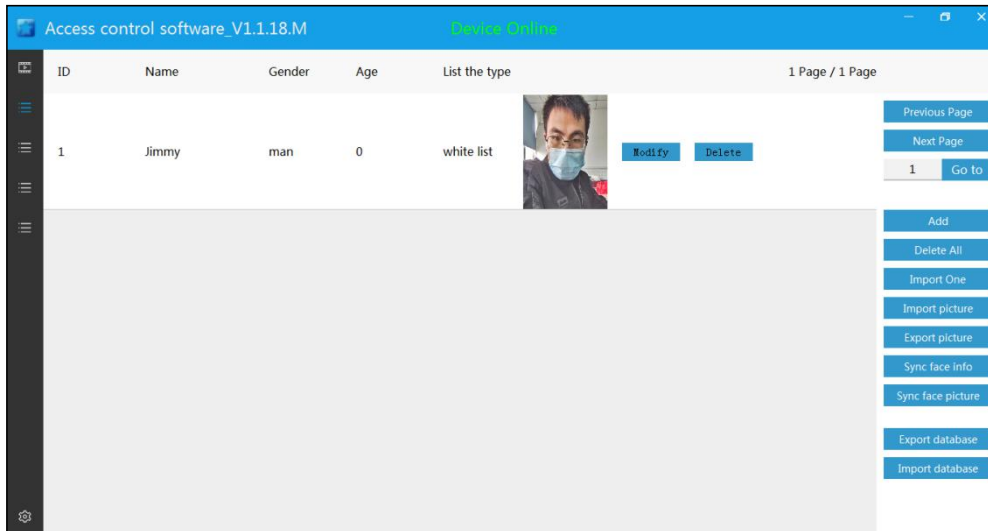 Access control software_V1.1.18.M Device Online
ID Name Gender Age List the type 1 Page / 1 Page
1 Jimmy man 0 white list Modify Delete
Previous Page
Next Page
1 Go to
Add
Delete All
Import One
Import picture
Export picture
Sync face info
Sync face picture
Export database
Import database